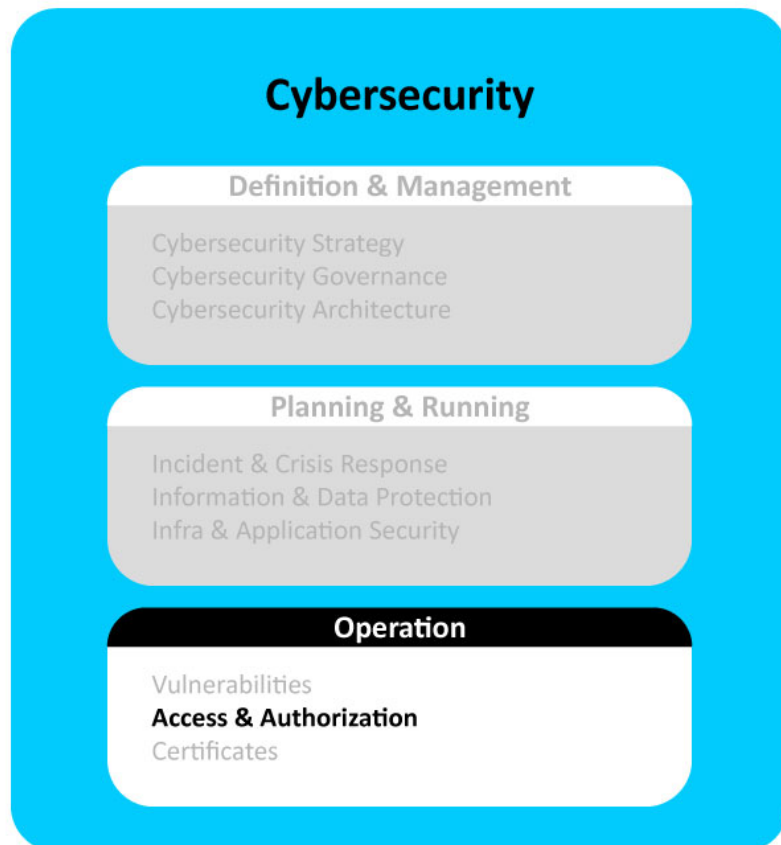 Cybersecurity
Definition & Management
Cybersecurity Strategy
Cybersecurity Governance
Cybersecurity Architecture
Planning & Running
Incident & Crisis Response
Information & Data Protection
Infra & Application Security
Operation
Vulnerabilities
Access & Authorization
Certificates